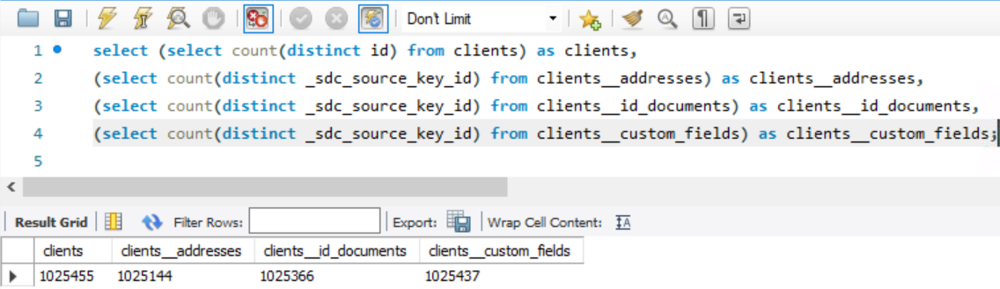 Don't Limit
1 select (select count(distinct id) from clients) as clients,
2 (select count(distinct _sdc_source_key_id) from clients__addresses) as clients__addresses,
3 (select count(distinct _sdc_source_key_id) from clients__id_documents) as clients__id_documents,
4 (select count(distinct _sdc_source_key_id) from clients__custom_fields) as clients__custom_fields;
5
Result Grid Filter Rows: Export: Wrap Cell Content: IA
clients clients__addresses clients__id_documents clients__custom_fields
1025455 1025144 1025366 1025437